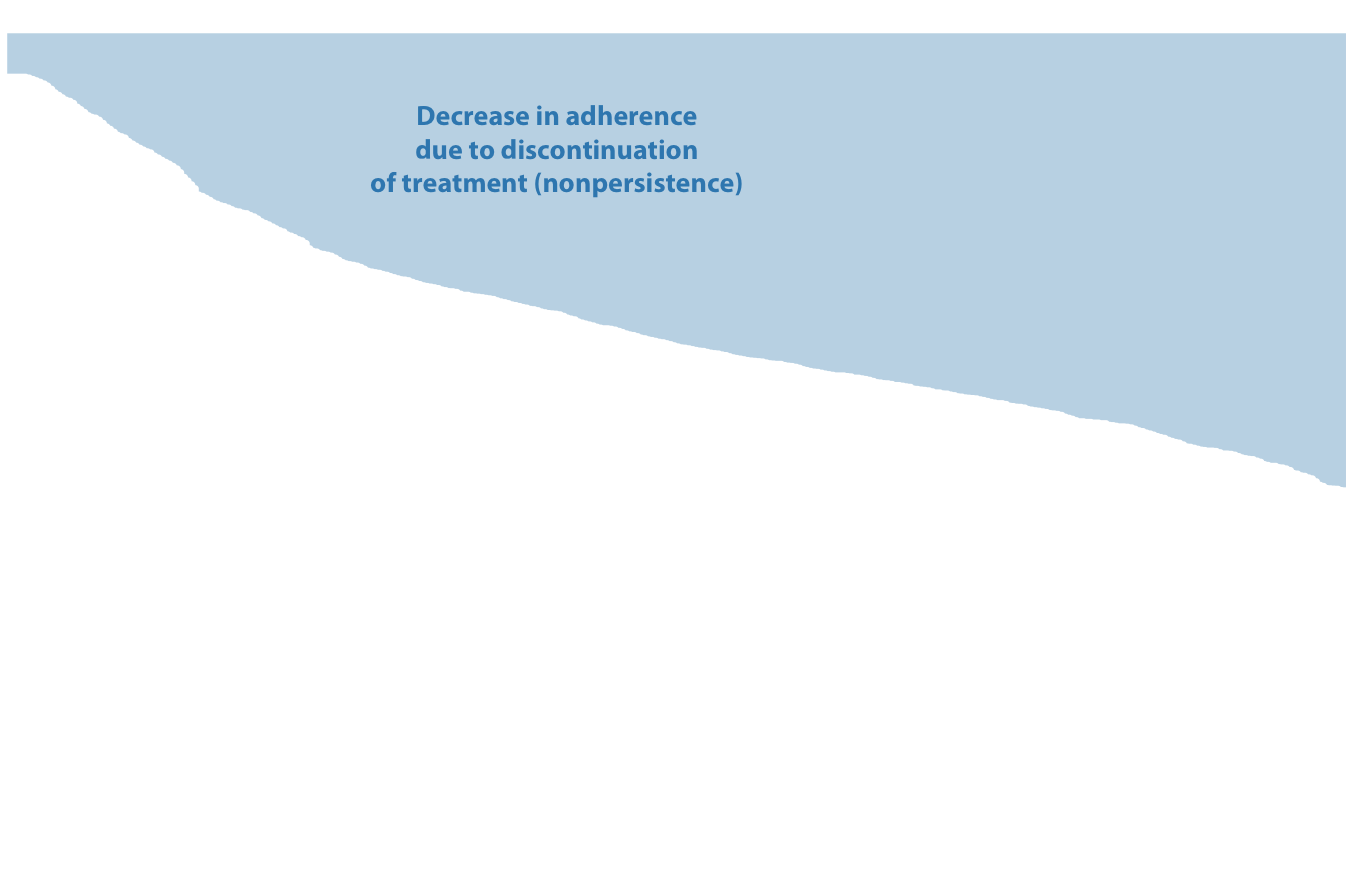 Decrease in adherence
due to discontinuation
of treatment (nonpersistence)